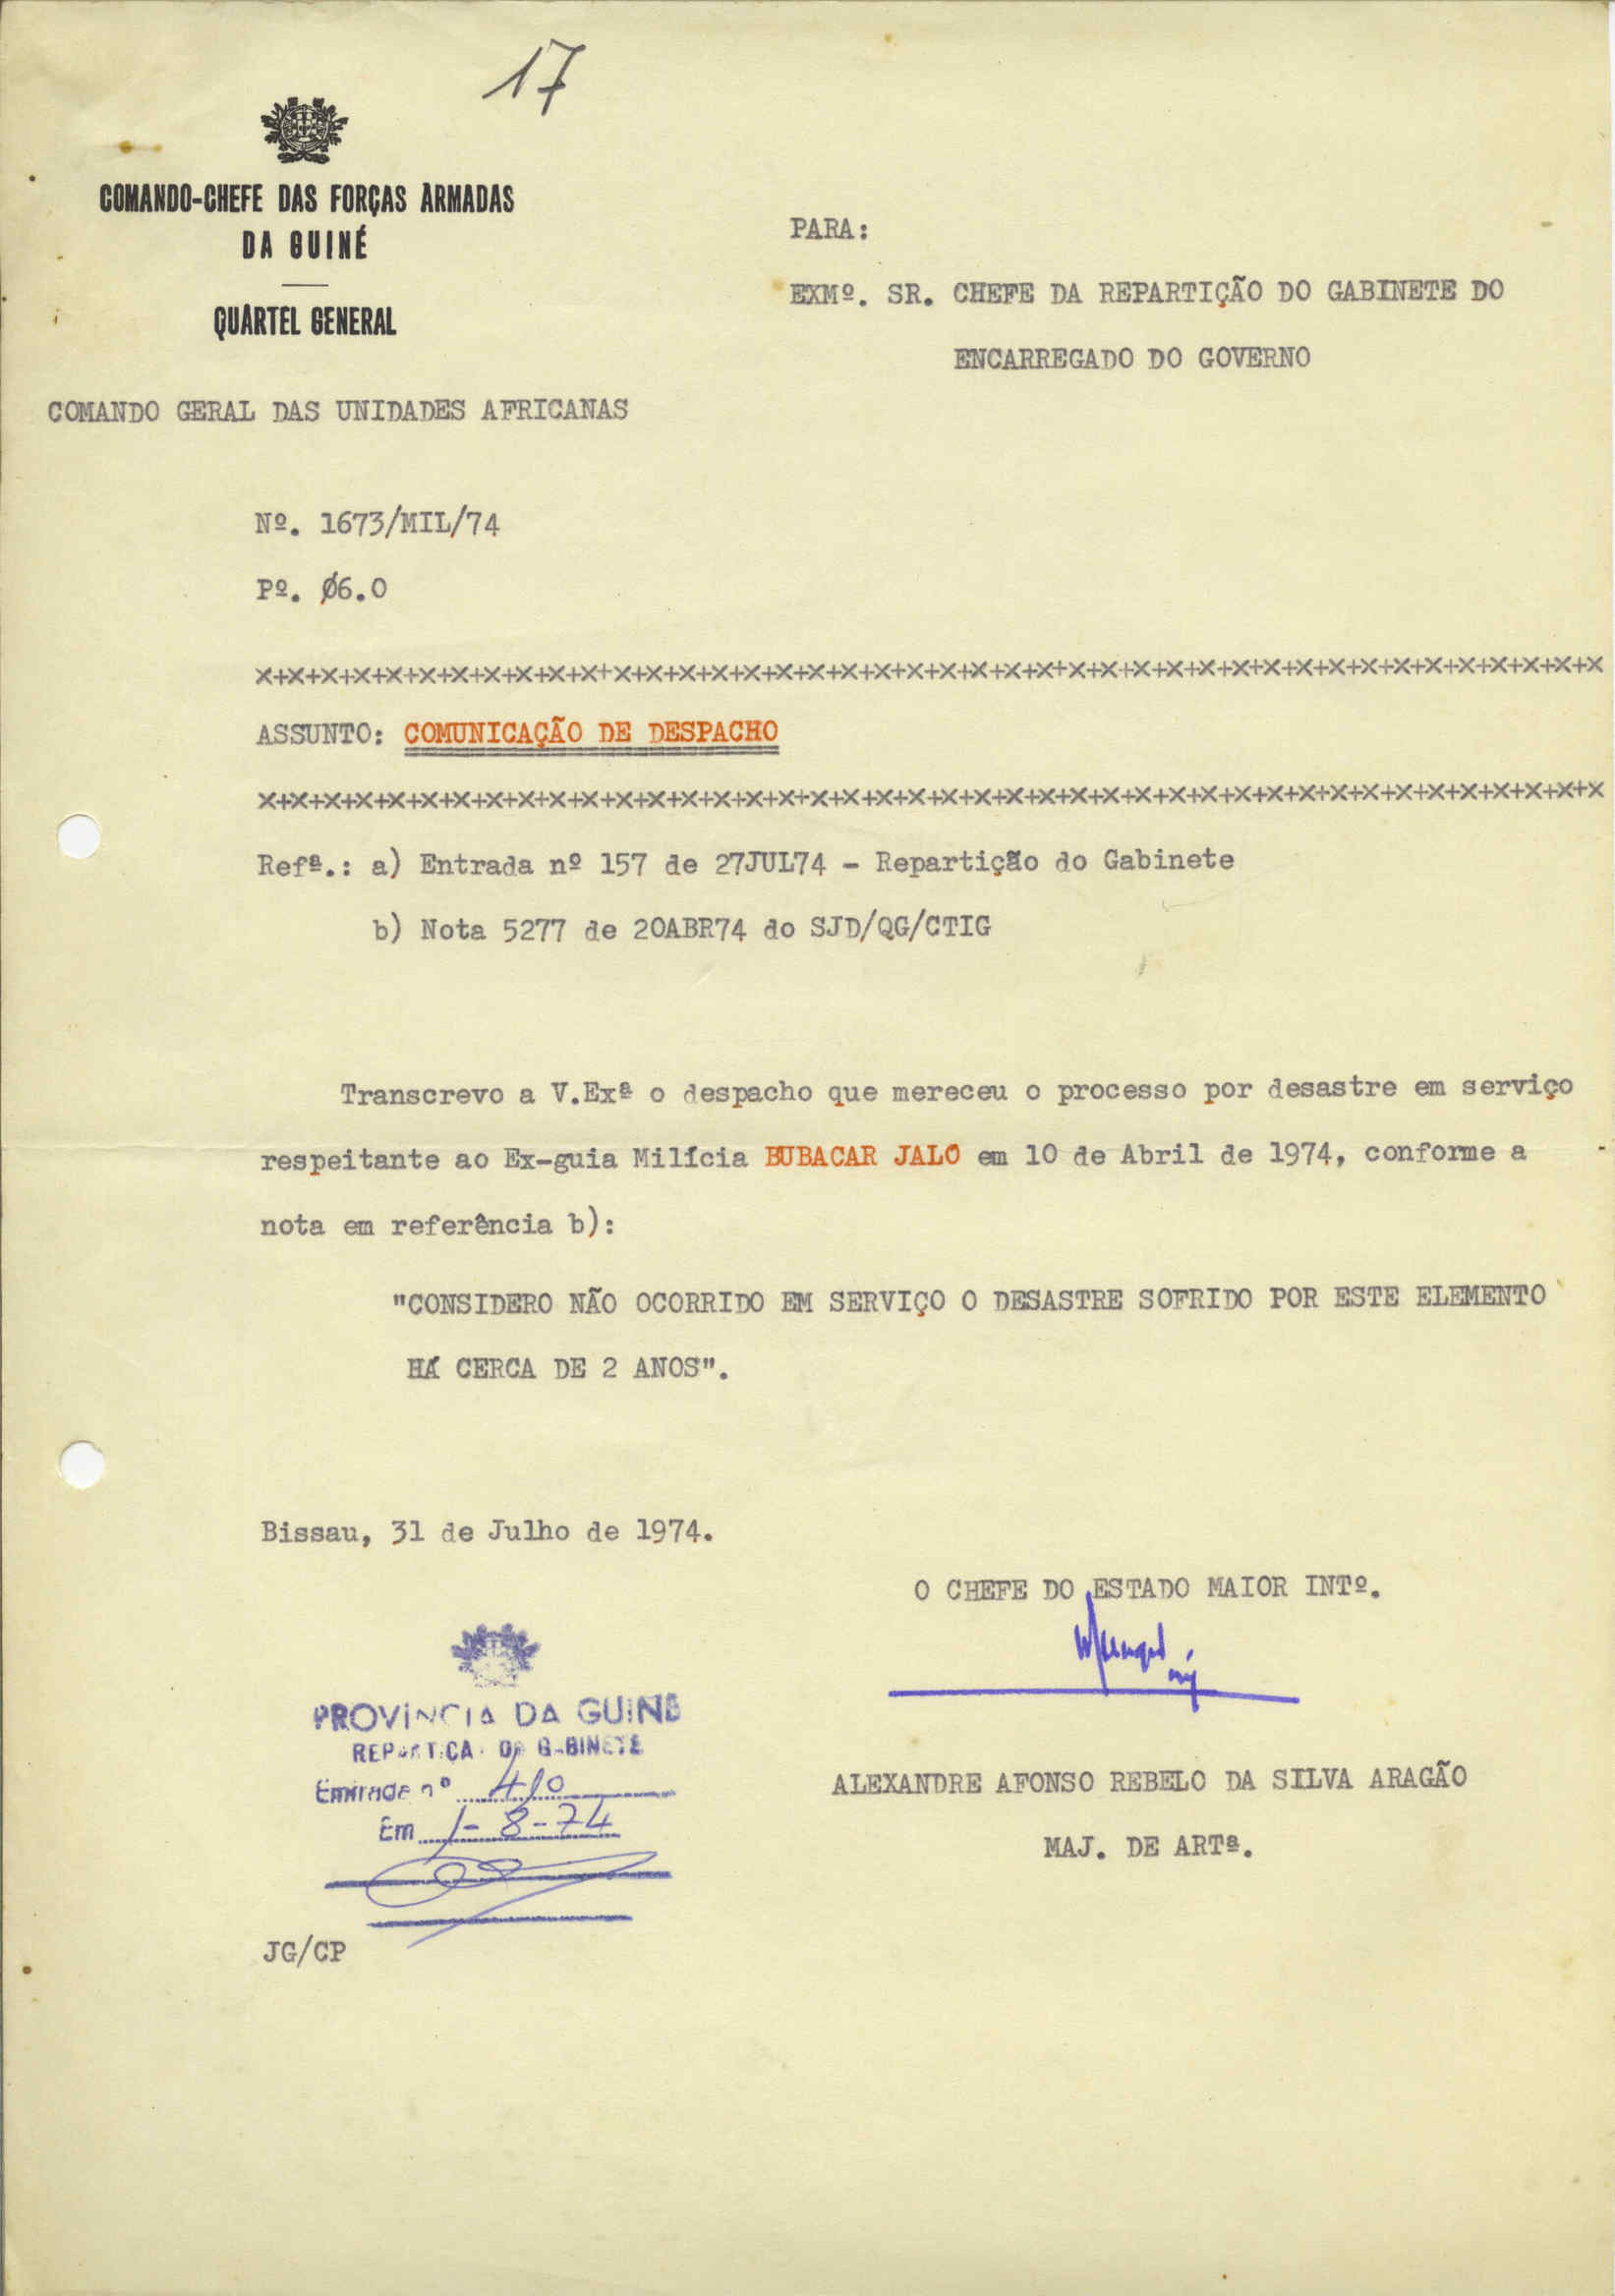 17
COMANDO-CHEFE DAS FORÇAS ARMADAS
DA GUINÉ
QUARTEL GENERAL
COMANDO GERAL DAS UNIDADES AFRICANAS
PARA:
EXMº. SR. CHEFE DA REPARTIÇÃO DO GABINETE DO
ENCARREGADO DO GOVERNO
Nº. 1673/MIL/74
Pº. Ø6.0
X+X+X+X+X+X+X+X+X+X+X+X+X+X+X+X+X+X+X+X+X+X+X+X+X+X+X+X+X+X+X+X+X+X+X+X+X+X+X+X+X+X
ASSUNTO: COMUNICAÇÃO DE DESPACHO
X+X+X+X+X+X+X+X+X+X+X+X+X+X+X+X+X+X+X+X+X+X+X+X+X+X+X+X+X+X+X+X+X+X+X+X+X+X+X+X+X+X
Refª.: a) Entrada nº 157 de 27JUL74 - Repartição do Gabinete
b) Nota 5277 de 20ABR74 do SJD/QG/CTIG
Transcrevo a V.Exª o despacho que mereceu o processo por desastre em serviço
respeitante ao Ex-guia Milícia BUBACAR JALÓ em 10 de Abril de 1974, conforme a
nota em referência b):
"CONSIDERO NÃO OCORRIDO EM SERVIÇO O DESASTRE SOFRIDO POR ESTE ELEMENTO
HÁ CERCA DE 2 ANOS".
Bissau, 31 de Julho de 1974.
O CHEFE DO ESTADO MAIOR INTº.
ALEXANDRE AFONSO REBELO DA SILVA ARAGÃO
MAJ. DE ARTª.
PROVÍNCIA DA GUINÉ
REPARTIÇÃO DO GABINETE
Entrada nº 410
Em 1-8-74
JG/CP